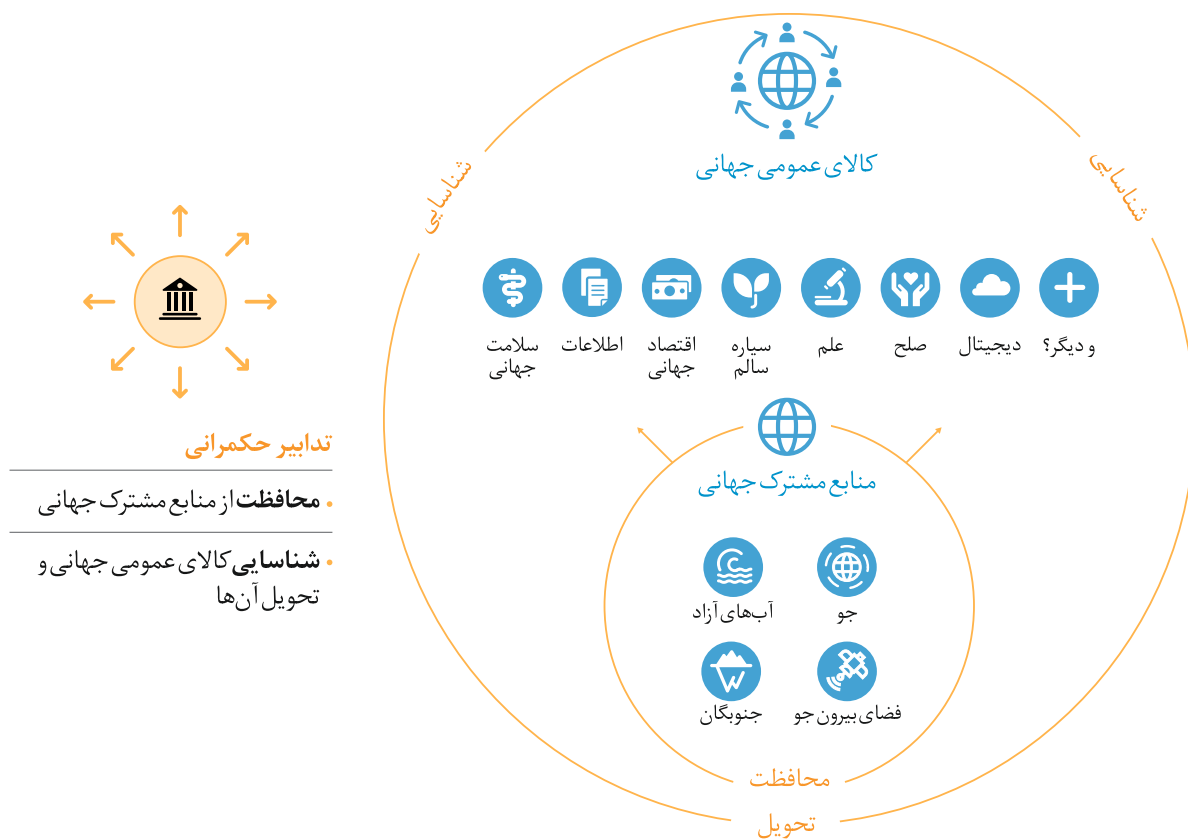 کالای عمومی جهانی
شناسایی
شناسایی
و دیگر؟
دیجیتال
صلح
علم
سیاره
سالم
اقتصاد
جهانی
اطلاعات
سلامت
جهانی
منابع مشترک جهانی
جو
آب‌های آزاد
فضای بیرون جو
جنوبگان
محافظت
تحویل
تدابیر حکمرانی
• محافظت از منابع مشترک جهانی
• شناسایی کالای عمومی جهانی و
تحویل آن‌ها